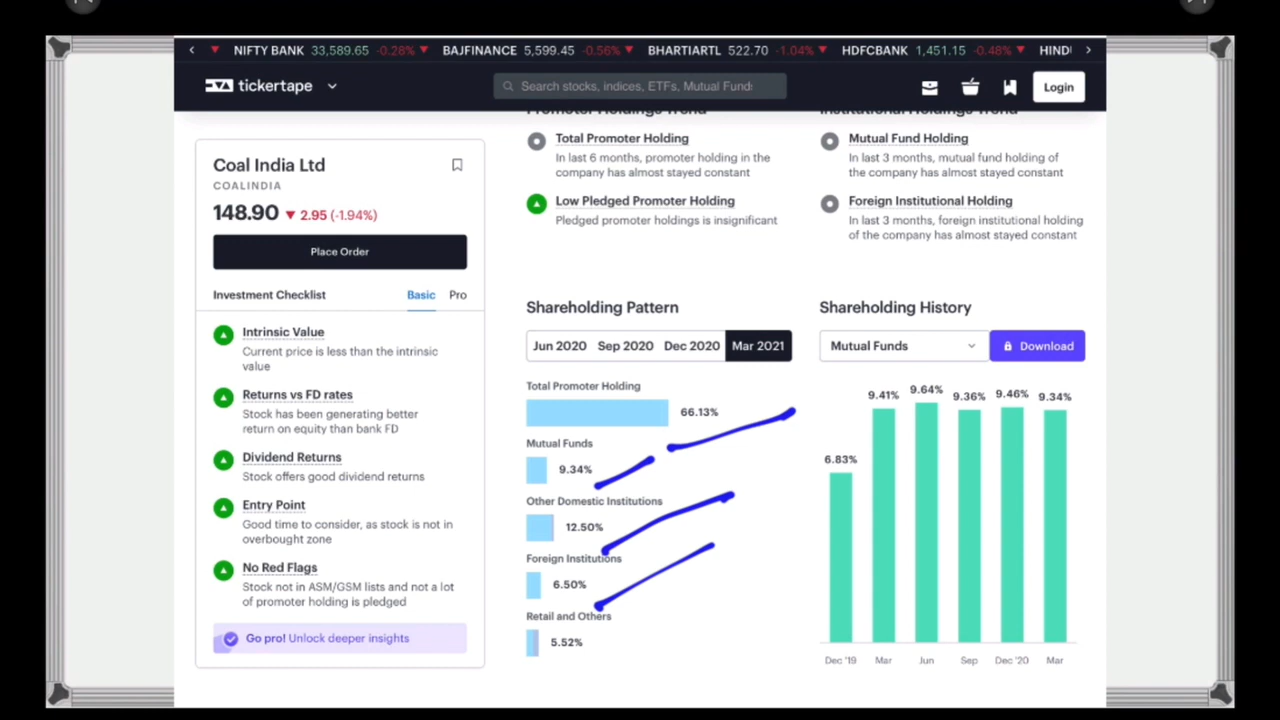 NIFTY BANK 33,589.65 -0.28% BAJFINANCE 5,599.45 -0.56% BHARTIARTL 522.70 -1.04% HDFCBANK 1,451.15 -0.48% HIND
tickertape
Search stocks, indices, ETFs, Mutual Funds
Login
Promoter Holdings Trend
Institutional Holdings Trend
Coal India Ltd
COALINDIA
148.90 2.95 (-1.94%)
Place Order
Investment Checklist Basic Pro
Intrinsic Value
Current price is less than the intrinsic
value
Returns vs FD rates
Stock has been generating better
return on equity than bank FD
Dividend Returns
Stock offers good dividend returns
Entry Point
Good time to consider, as stock is not in
overbought zone
No Red Flags
Stock not in ASM/GSM lists and not a lot
of promoter holding is pledged
Go pro! Unlock deeper insights
Total Promoter Holding
In last 6 months, promoter holding in the
company has almost stayed constant
Low Pledged Promoter Holding
Pledged promoter holdings is insignificant
Mutual Fund Holding
In last 3 months, mutual fund holding of
the company has almost stayed constant
Foreign Institutional Holding
In last 3 months, foreign institutional holding
of the company has almost stayed constant
Shareholding Pattern
Jun 2020 Sep 2020 Dec 2020 Mar 2021
Total Promoter Holding
66.13%
Mutual Funds
9.34%
Other Domestic Institutions
12.50%
Foreign Institutions
6.50%
Retail and Others
5.52%
Shareholding History
Mutual Funds
Download
6.83% 9.41% 9.64% 9.36% 9.46% 9.34%
Dec '19 Mar Jun Sep Dec '20 Mar